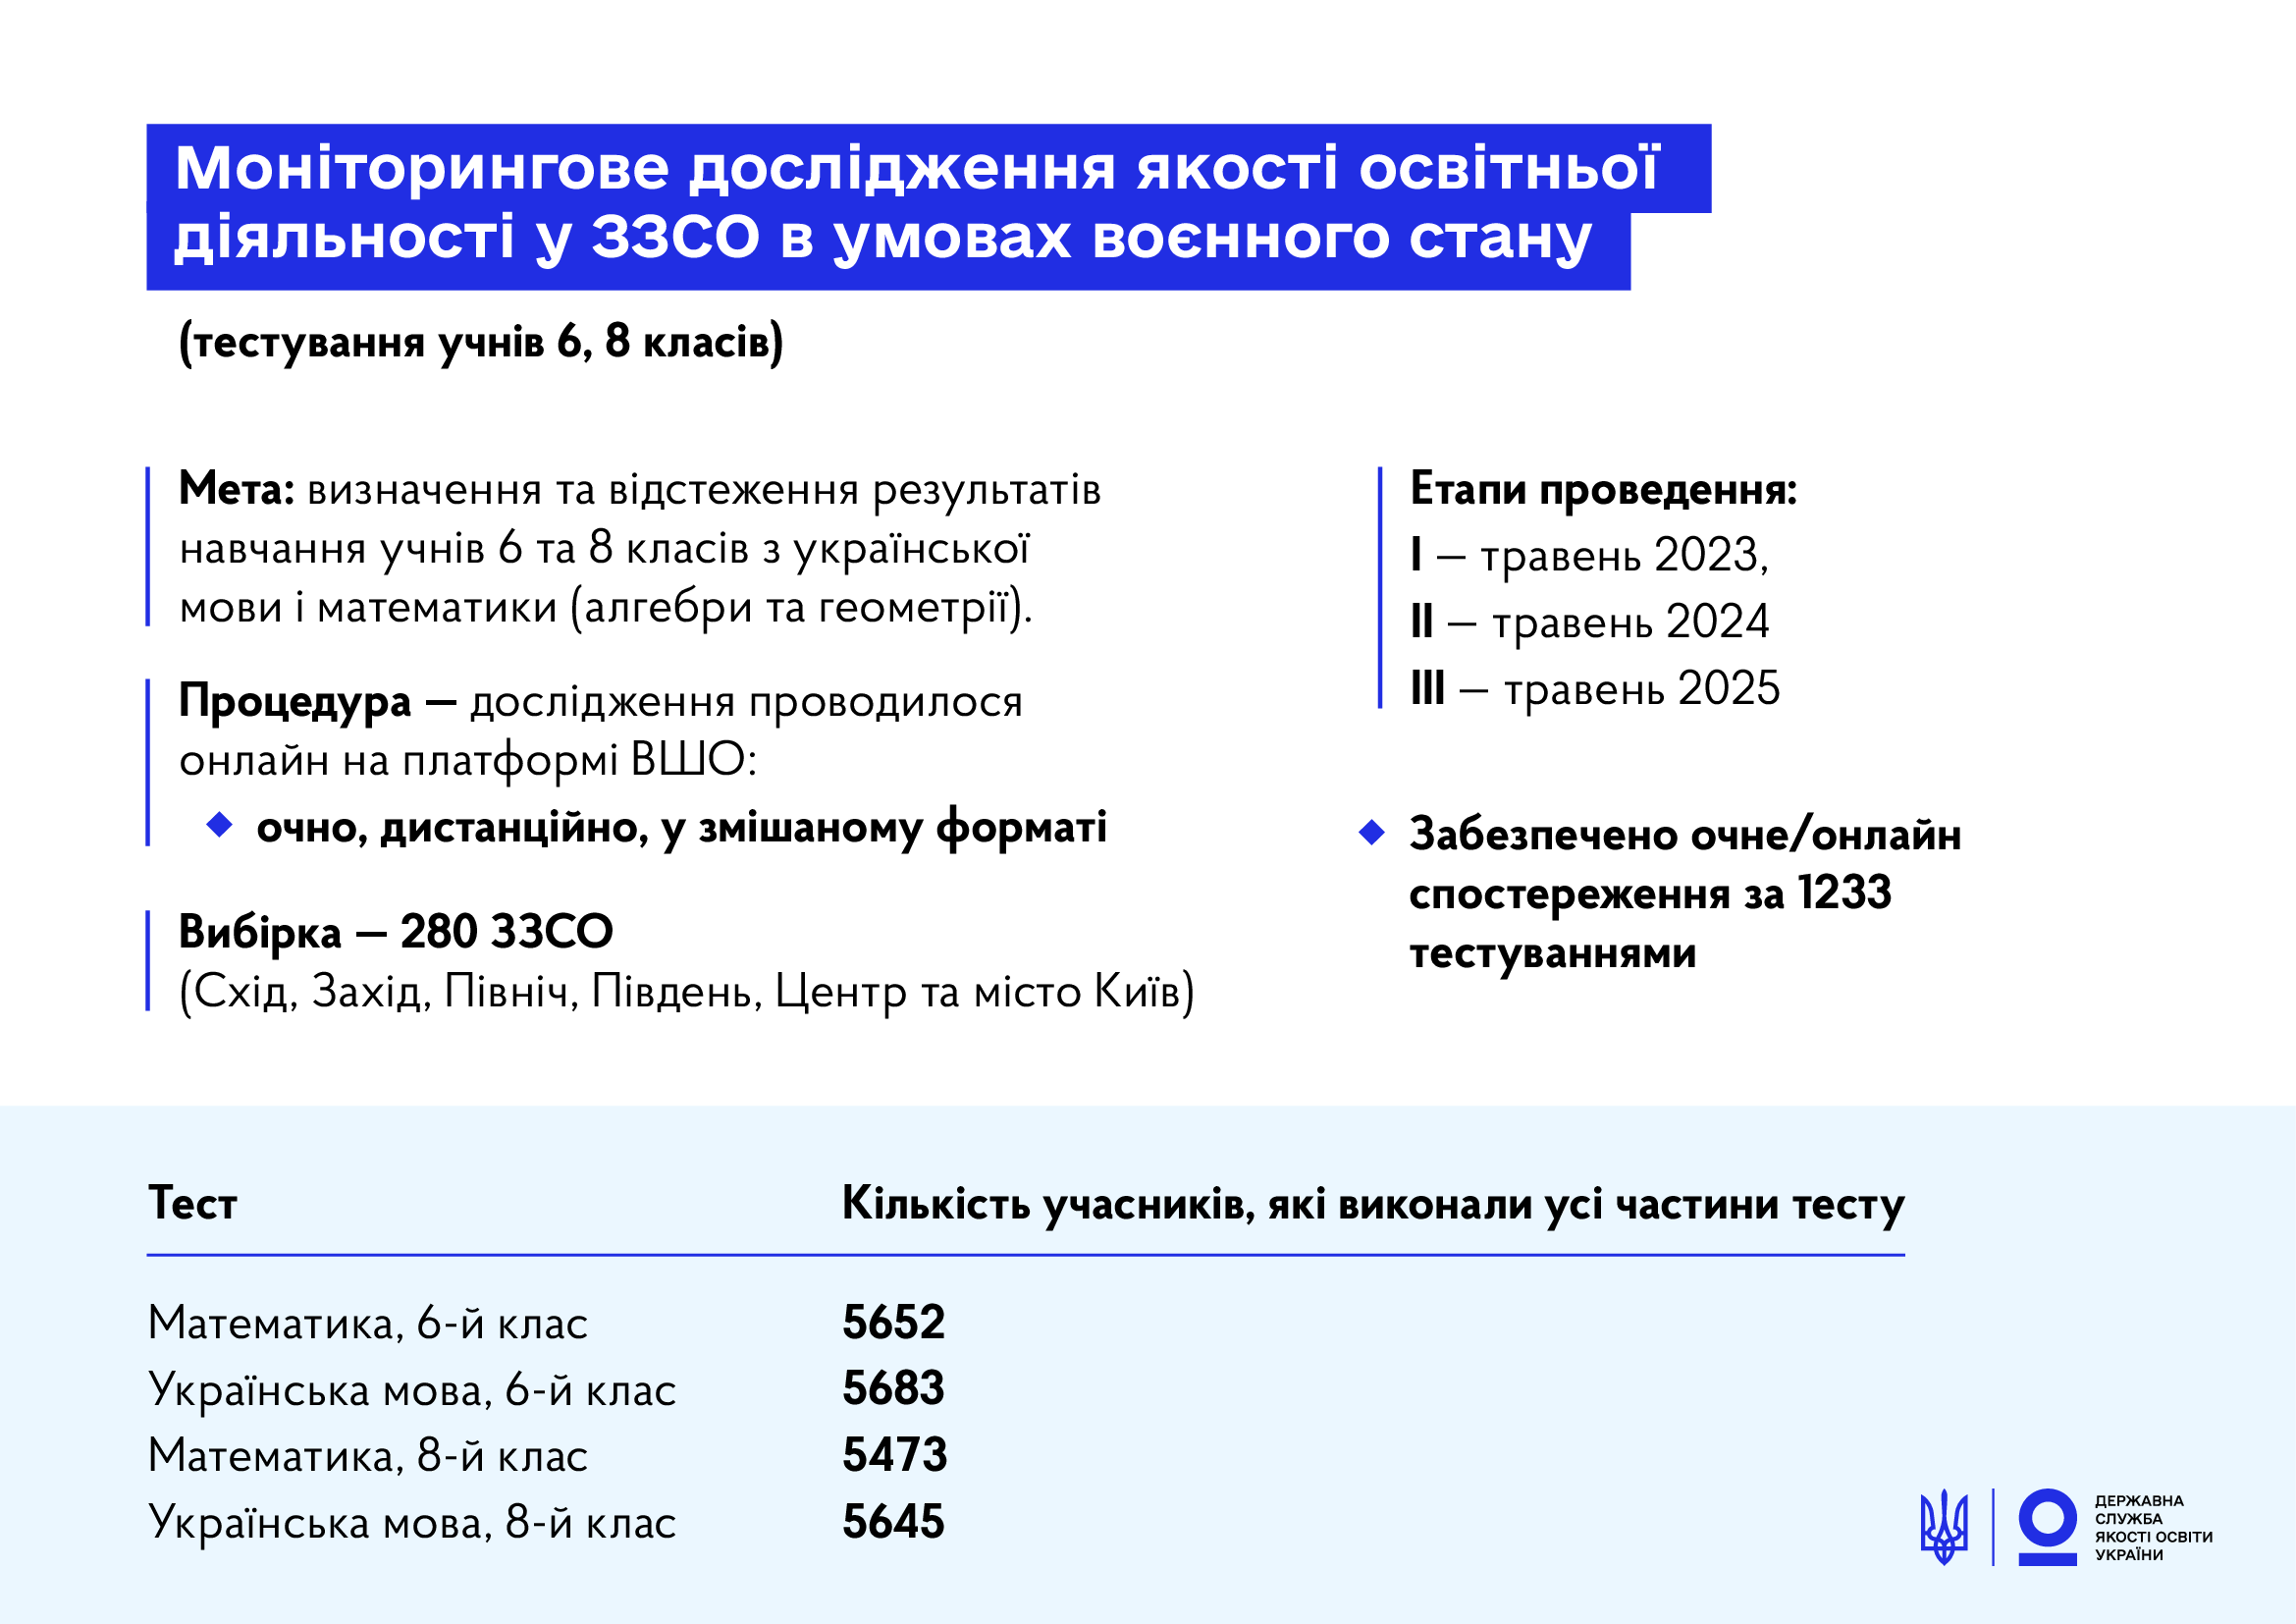 Моніторингове дослідження якості освітньої
діяльності у ЗЗСО в умовах воєнного стану
(тестування учнів 6, 8 класів)
Мета: визначення та відстеження результатів
навчання учнів 6 та 8 класів з української
мови і математики (алгебри та геометрії).
Процедура — дослідження проводилося
онлайн на платформі ВШО:
очно, дистанційно, у змішаному форматі
Вибірка — 280 ЗЗСО
(Схід, Захід, Північ, Південь, Центр та місто Київ)
Етапи проведення:
I — травень 2023,
II — травень 2024
III — травень 2025
Забезпечено очне/онлайн
спостереження за 1233
тестуваннями
Тест Кількість учасників, які виконали усі частини тесту
Математика, 6-й клас 5652
Українська мова, 6-й клас 5683
Математика, 8-й клас 5473
Українська мова, 8-й клас 5645
ДЕРЖАВНА
СЛУЖБА
ЯКОСТІ ОСВІТИ
УКРАЇНИ